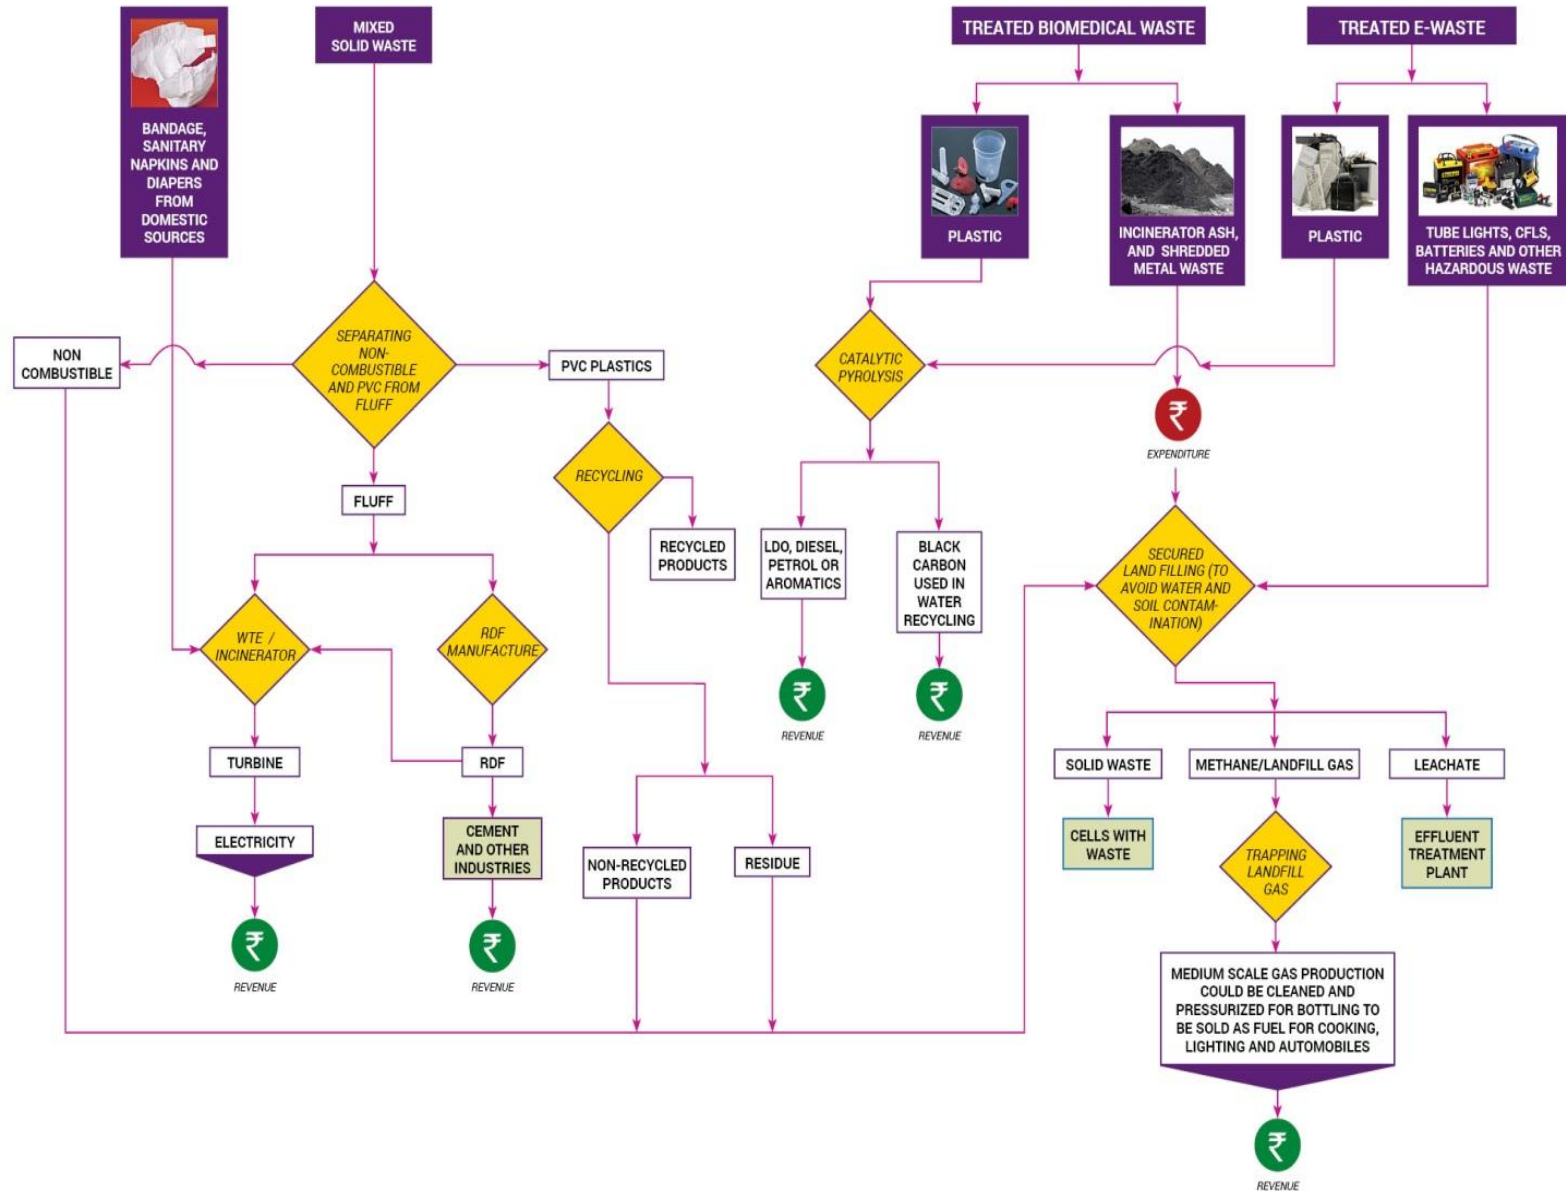 MIXED
SOLID WASTE
TREATED BIOMEDICAL WASTE
TREATED E-WASTE
BANDAGE,
SANITARY
NAPKINS AND
DIAPERS
FROM
DOMESTIC
SOURCES
PLASTIC
INCINERATOR ASH,
AND SHREDDED
METAL WASTE
PLASTIC
TUBE LIGHTS, CFLS,
BATTERIES AND OTHER
HAZARDOUS WASTE
NON
COMBUSTIBLE
SEPARATING
NON-
COMBUSTIBLE
AND PVC FROM
FLUFF
PVC PLASTICS
CATALYTIC
PYROLYSIS
₹
EXPENDITURE
RECYCLING
FLUFF
RECYCLED
PRODUCTS
LDO, DIESEL,
PETROL OR
AROMATICS
BLACK
CARBON
USED IN
WATER
RECYCLING
SECURED
LAND FILLING (TO
AVOID WATER AND
SOIL CONTAM-
INATION)
WTE /
INCINERATOR
RDF
MANUFACTURE
₹
REVENUE
₹
REVENUE
TURBINE
RDF
SOLID WASTE
METHANE/LANDFILL GAS
LEACHATE
ELECTRICITY
CEMENT
AND OTHER
INDUSTRIES
NON-RECYCLED
PRODUCTS
RESIDUE
CELLS WITH
WASTE
TRAPPING
LANDFILL
GAS
EFFLUENT
TREATMENT
PLANT
₹
REVENUE
₹
REVENUE
MEDIUM SCALE GAS PRODUCTION
COULD BE CLEANED AND
PRESSURIZED FOR BOTTLING TO
BE SOLD AS FUEL FOR COOKING,
LIGHTING AND AUTOMOBILES
₹
REVENUE